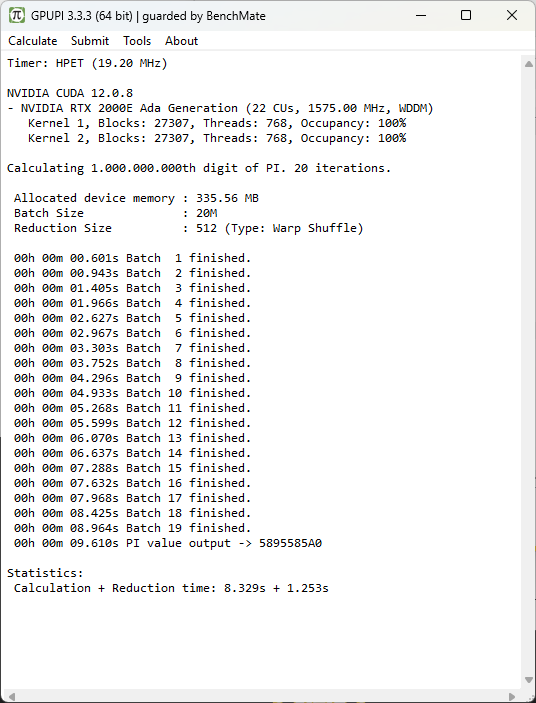 GPUPI 3.3.3 (64 bit) | guarded by BenchMate
Calculate Submit Tools About
Timer: HPET (19.20 MHz)
NVIDIA CUDA 12.0.8
- NVIDIA RTX 2000E Ada Generation (22 CUs, 1575.00 MHz, WDDM)
Kernel 1, Blocks: 27307, Threads: 768, Occupancy: 100%
Kernel 2, Blocks: 27307, Threads: 768, Occupancy: 100%
Calculating 1.000.000.000th digit of PI. 20 iterations.
Allocated device memory : 335.56 MB
Batch Size : 20M
Reduction Size : 512 (Type: Warp Shuffle)
00h 00m 00.601s Batch 1 finished.
00h 00m 00.943s Batch 2 finished.
00h 00m 01.405s Batch 3 finished.
00h 00m 01.966s Batch 4 finished.
00h 00m 02.627s Batch 5 finished.
00h 00m 02.967s Batch 6 finished.
00h 00m 03.303s Batch 7 finished.
00h 00m 03.752s Batch 8 finished.
00h 00m 04.296s Batch 9 finished.
00h 00m 04.933s Batch 10 finished.
00h 00m 05.268s Batch 11 finished.
00h 00m 05.599s Batch 12 finished.
00h 00m 06.070s Batch 13 finished.
00h 00m 06.637s Batch 14 finished.
00h 00m 07.288s Batch 15 finished.
00h 00m 07.632s Batch 16 finished.
00h 00m 07.968s Batch 17 finished.
00h 00m 08.425s Batch 18 finished.
00h 00m 08.964s Batch 19 finished.
00h 00m 09.610s PI value output -> 5895585A0
Statistics:
Calculation + Reduction time: 8.329s + 1.253s